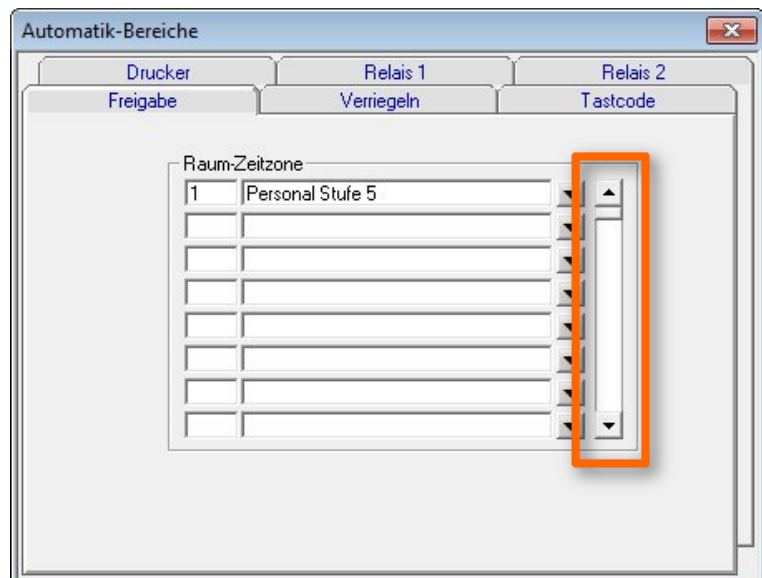 Automatik-Bereiche
Drucker Relais 1 Relais 2
Freigabe Verriegeln Tastcode
Raum-Zeitzone
1 Personal Stufe 5